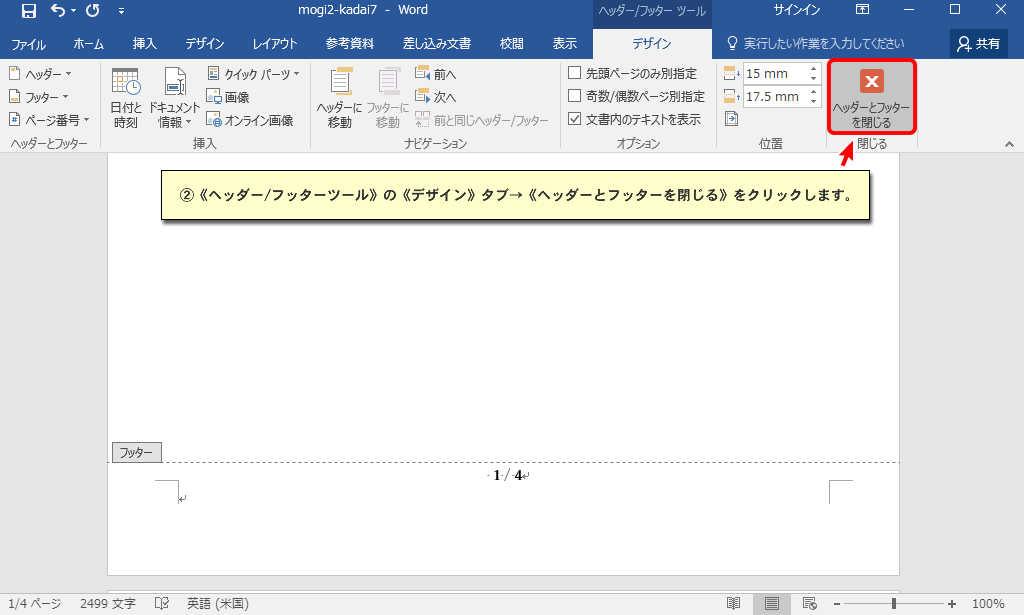 mogi2-kadai7 - Word
ヘッダー/フッター ツール
サインイン
ファイル ホーム 挿入 デザイン レイアウト 参考資料 差し込み文書 校閲 表示 デザイン 実行したい作業を入力してください 共有
ヘッダー
フッター
ページ番号
ヘッダーとフッター
日付と
時刻
ドキュメント
情報
クイック パーツ
画像
オンライン画像
挿入
ヘッダーに
移動
フッターに
移動
前へ
次へ
前と同じヘッダー/フッター
ナビゲーション
先頭ページのみ別指定
奇数/偶数ページ別指定
文書内のテキストを表示
オプション
15 mm
17.5 mm
位置
ヘッダーとフッター
を閉じる
閉じる
②《ヘッダー/フッターツール》の《デザイン》タブ→《ヘッダーとフッターを閉じる》をクリックします。
フッター
1 / 4
1/4 ページ 2499 文字 英語 (米国) 100%